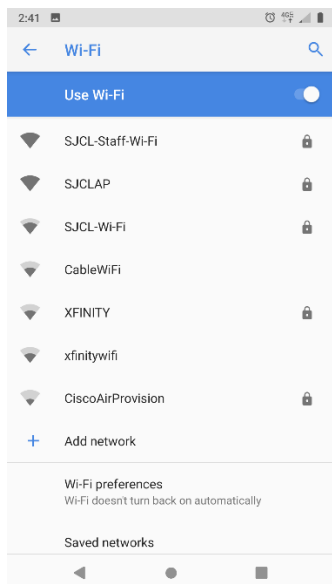 2:41
Wi-Fi
Use Wi-Fi
SJCL-Staff-Wi-Fi
SJCLAP
SJCL-Wi-Fi
CableWiFi
XFINITY
xfinitywifi
CiscoAirProvision
Add network
Wi-Fi preferences
Wi-Fi doesn't turn back on automatically
Saved networks